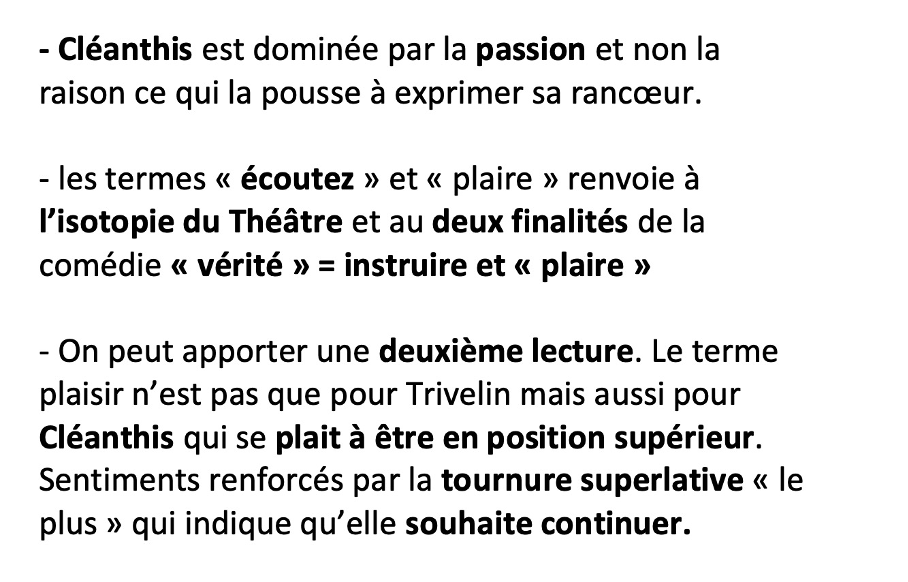 - Cléanthis est dominée par la passion et non la
raison ce qui la pousse à exprimer sa rancœur.
- les termes « écoutez » et « plaire » renvoie à
l’isotopie du Théâtre et au deux finalités de la
comédie « vérité » = instruire et « plaire »
- On peut apporter une deuxième lecture. Le terme
plaisir n’est pas que pour Trivelin mais aussi pour
Cléanthis qui se plait à être en position supérieur.
Sentiments renforcés par la tournure superlative « le
plus » qui indique qu’elle souhaite continuer.